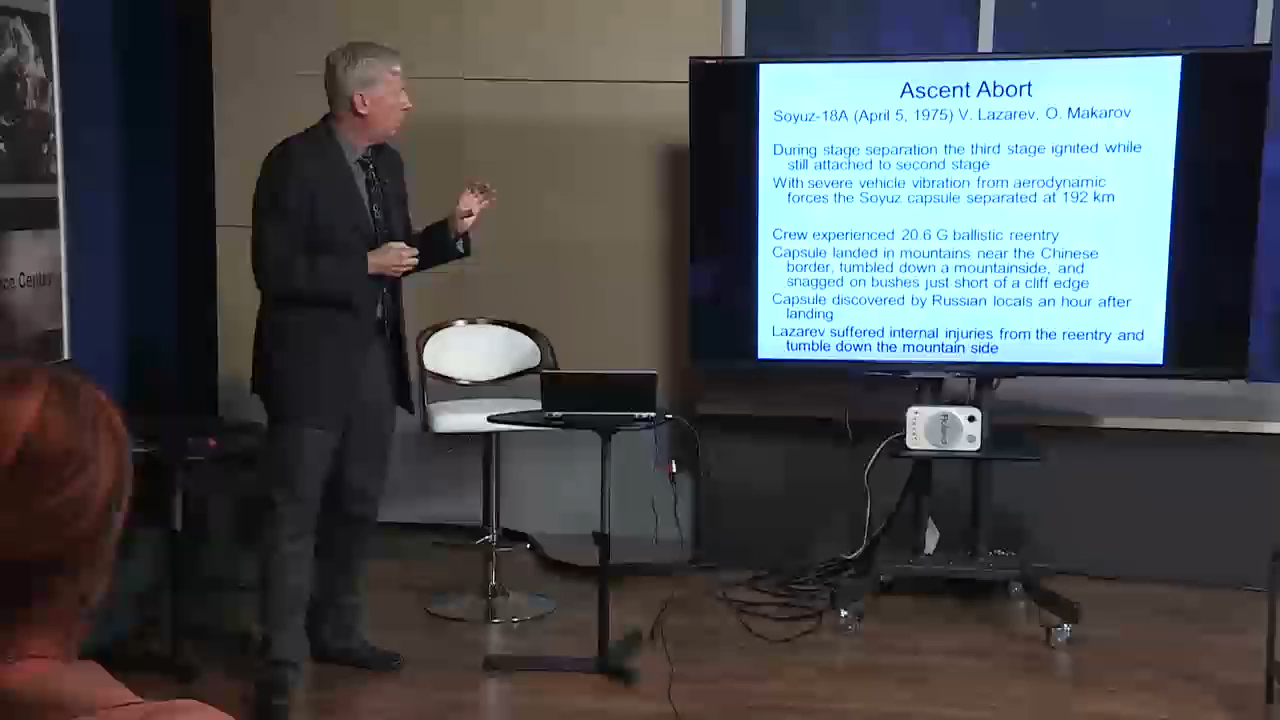 Ascent Abort
Soyuz-18A (April 5, 1975) V. Lazarev, O. Makarov
During stage separation the third stage ignited while
still attached to second stage
With severe vehicle vibration from aerodynamic
forces the Soyuz capsule separated at 192 km
Crew experienced 20.6 G ballistic reentry
Capsule landed in mountains near the Chinese
border, tumbled down a mountainside, and
snagged on bushes just short of a cliff edge
Capsule discovered by Russian locals an hour after
landing
Lazarev suffered internal injuries from the reentry and
tumble down the mountain side
Roland